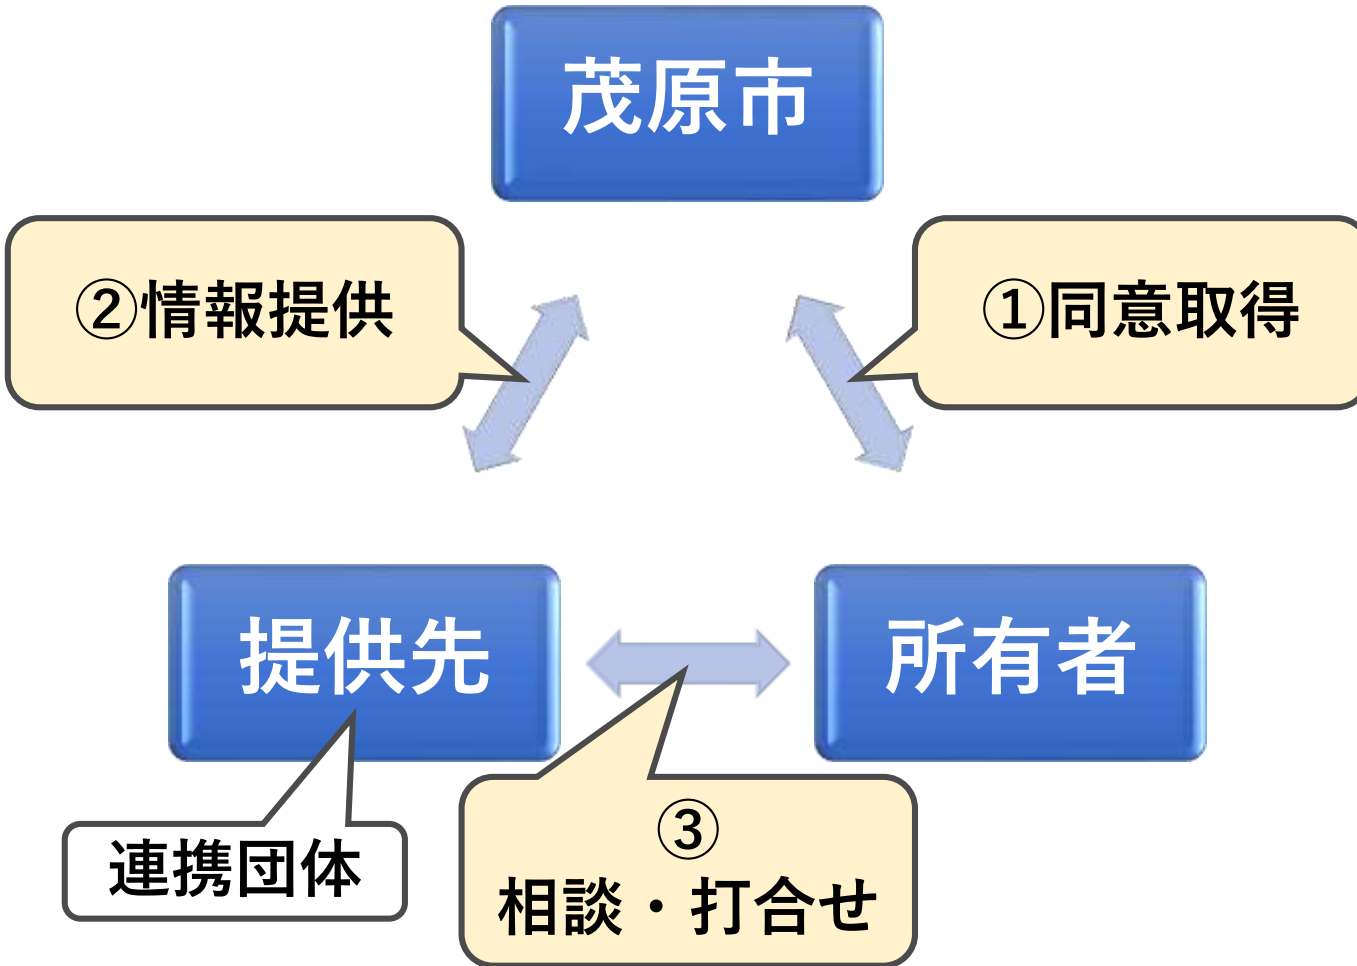 茂原市
②情報提供
①同意取得
提供先
所有者
連携団体
③
相談・打合せ